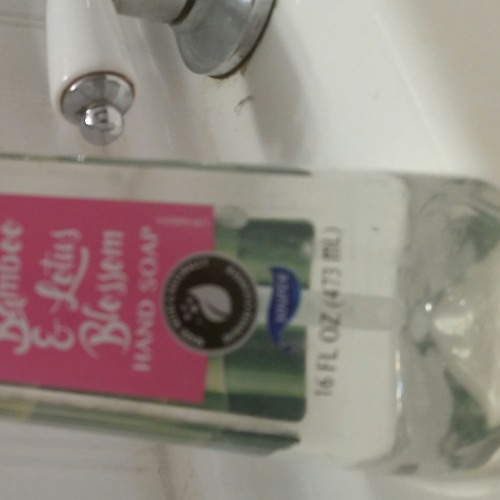 Bamboo
& Lotus
Blossom
HAND SOAP
16 FL OZ (473 mL)